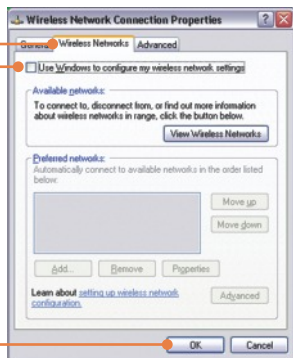 Wireless Network Connection Properties
General Wireless Networks Advanced
Use Windows to configure my wireless network settings
Available networks:
To connect to, disconnect from, or find out more information
about wireless networks in range, click the button below.
View Wireless Networks
Preferred networks:
Automatically connect to available networks in the order listed
below:
Move up
Move down
Add... Remove Properties
Learn about setting up wireless network
configuration.
Advanced
OK Cancel